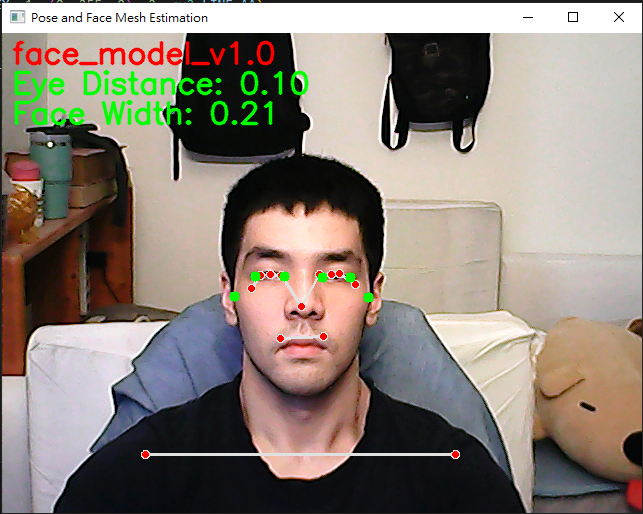 Pose and Face Mesh Estimation
face_model_v1.0
Eye Distance: 0.10
Face Width: 0.21